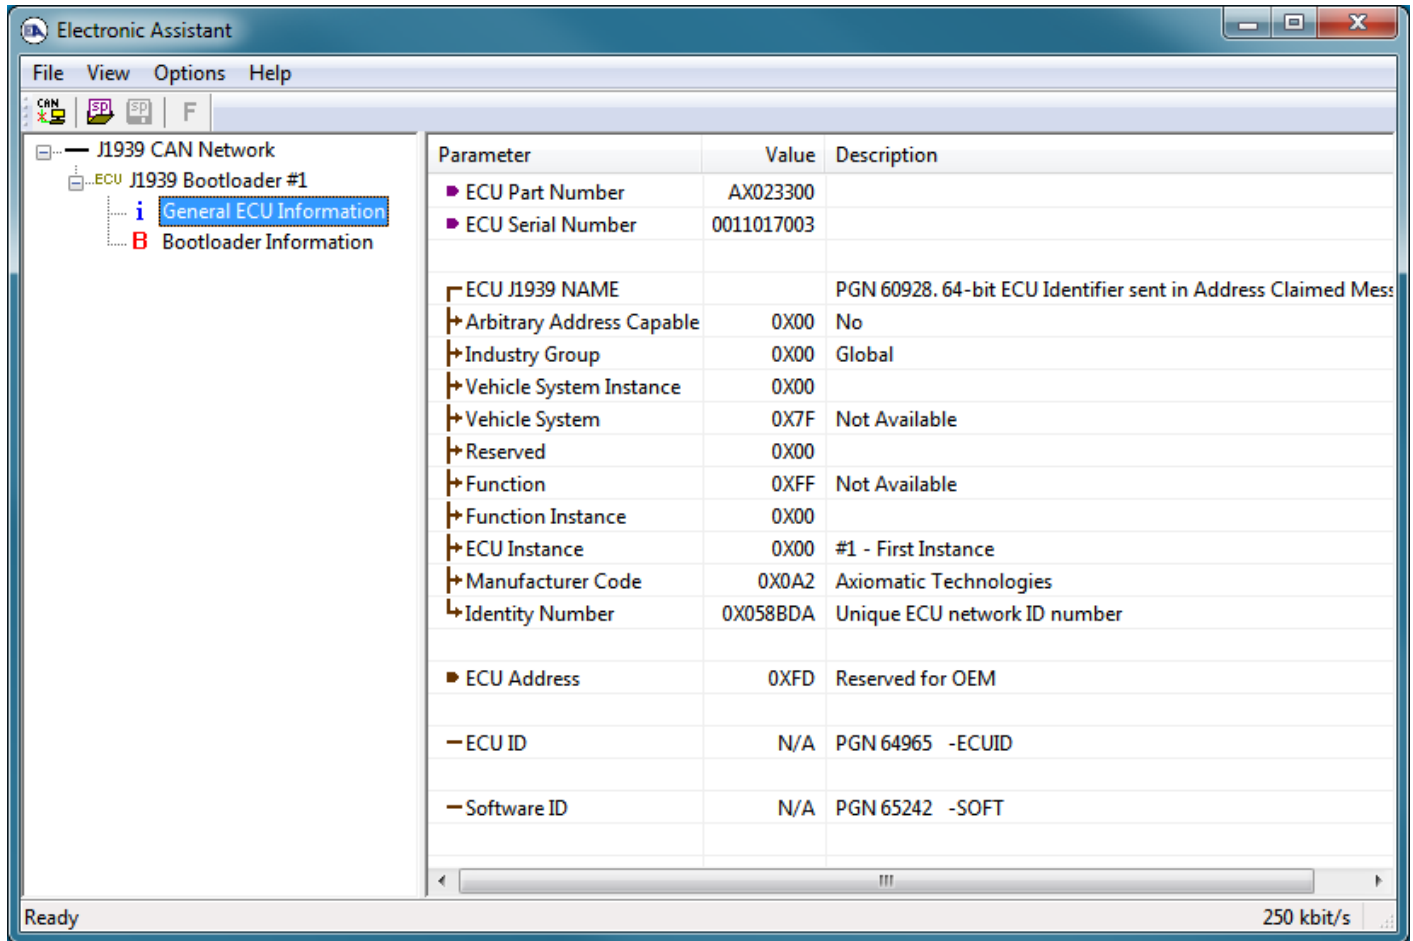 EA Electronic Assistant
File View Options Help
CAN SP SP F
J1939 CAN Network
ECU J1939 Bootloader #1
i General ECU Information
B Bootloader Information
Parameter Value Description
ECU Part Number AX023300
ECU Serial Number 0011017003
ECU J1939 NAME PGN 60928. 64-bit ECU Identifier sent in Address Claimed Mess
Arbitrary Address Capable 0X00 No
Industry Group 0X00 Global
Vehicle System Instance 0X00
Vehicle System 0X7F Not Available
Reserved 0X00
Function 0XFF Not Available
Function Instance 0X00
ECU Instance 0X00 #1 - First Instance
Manufacturer Code 0X0A2 Axiomatic Technologies
Identity Number 0X058BDA Unique ECU network ID number
ECU Address 0XFD Reserved for OEM
ECU ID N/A PGN 64965 -ECUID
Software ID N/A PGN 65242 -SOFT
Ready 250 kbit/s